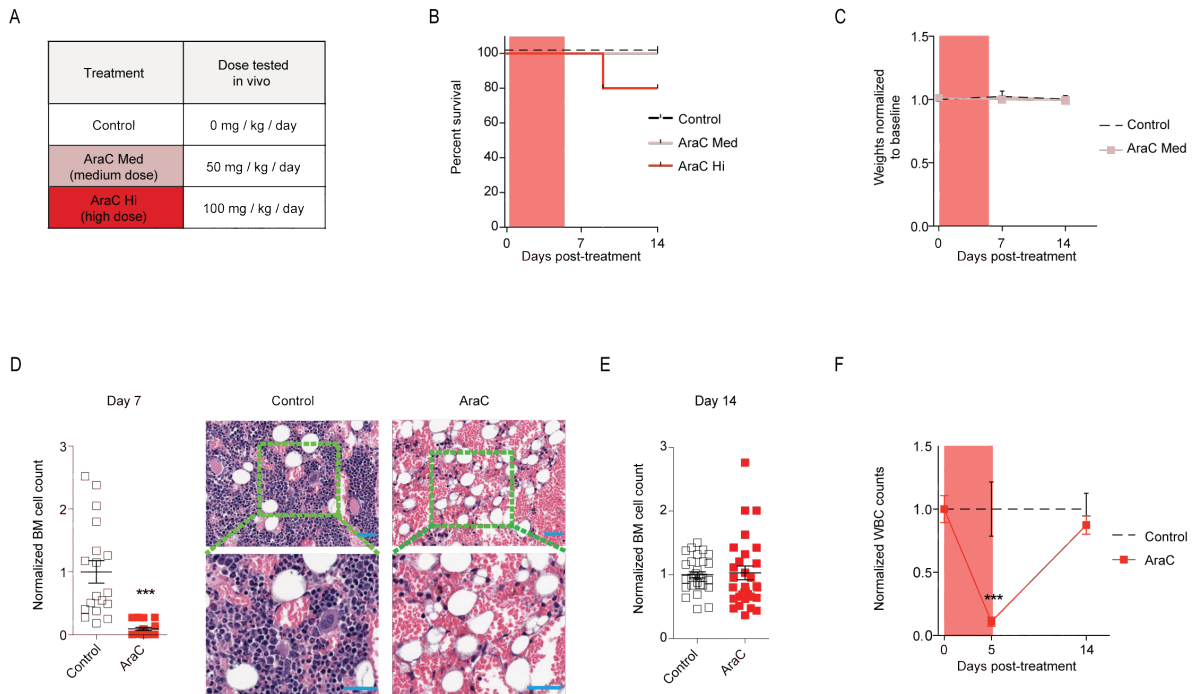 A
Treatment
Dose tested
in vivo
Control
0 mg / kg / day
AraC Med
(medium dose)
50 mg / kg / day
AraC Hi
(high dose)
100 mg / kg / day
B
Percent survival
100
80
60
40
20
0
0
7
14
Days post-treatment
Control
AraC Med
AraC Hi
C
Weights normalized
to baseline
1.5
1.0
0.5
0.0
0
7
14
Days post-treatment
Control
AraC Med
D
Day 7
Control
AraC
Normalized BM cell count
3
2
1
0
***
Control
AraC
E
Day 14
Normalized BM cell count
3
2
1
0
Control
AraC
F
Normalized WBC counts
1.5
1.0
0.5
0.0
***
0
5
14
Days post-treatment
Control
AraC